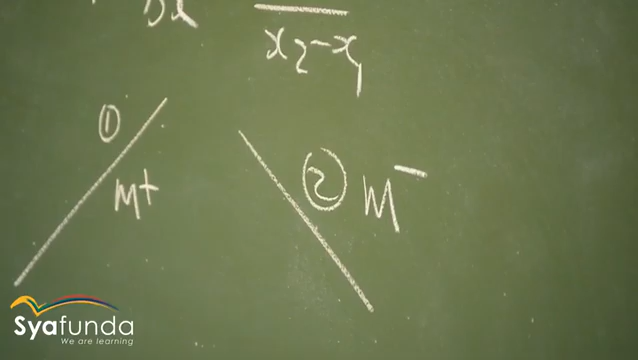 x₂-x₁
① M+
② M-
Syafunda
We are learning